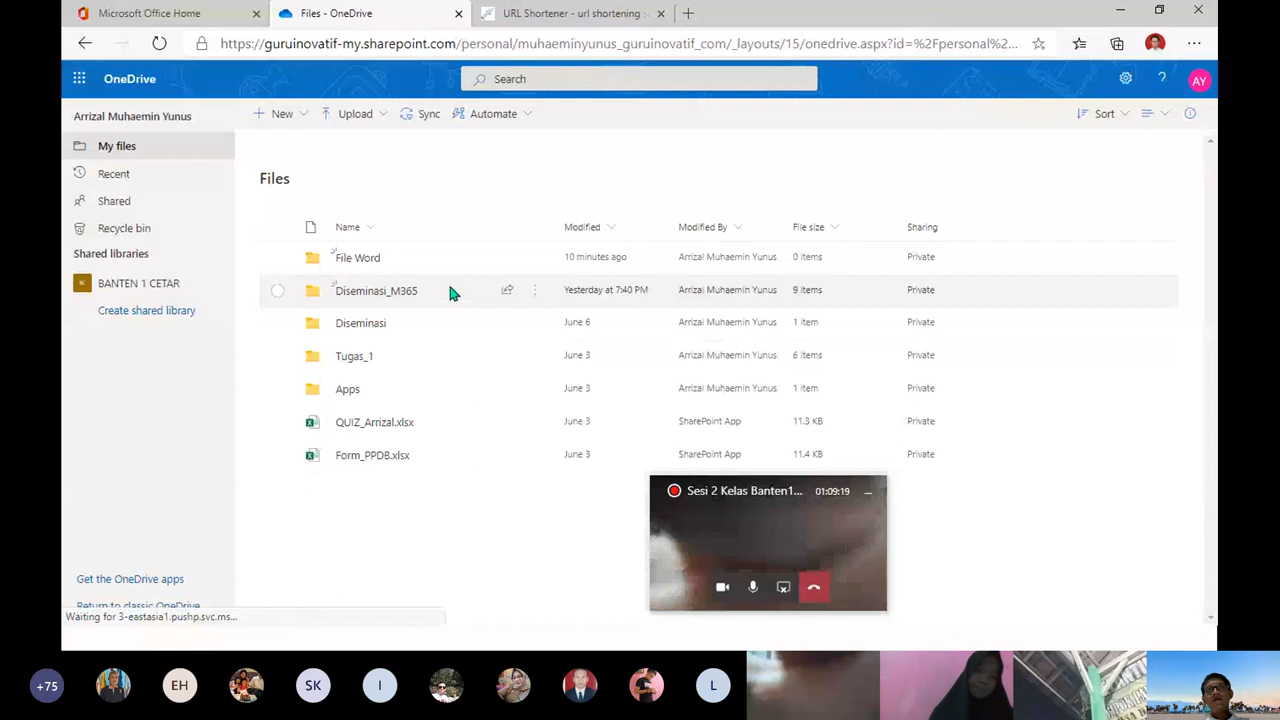 Microsoft Office Home
Files - OneDrive
URL Shortener - url shortening s
https://guruinovatif-my.sharepoint.com/personal/muhaeminyunus_guruinovatif_com/_layouts/15/onedrive.aspx?id=%2Fpersonal%2...
OneDrive
Search
AY
Arrizal Muhaemin Yunus
New
Upload
Sync
Automate
Sort
My files
Recent
Shared
Recycle bin
Shared libraries
BANTEN 1 CETAR
Create shared library
Files
Name Modified Modified By File size Sharing
File Word 10 minutes ago Arrizal Muhaemin Yunus 0 items Private
Diseminasi_M365 Yesterday at 7:40 PM Arrizal Muhaemin Yunus 9 items Private
Diseminasi June 6 Arrizal Muhaemin Yunus 1 item Private
Tugas_1 June 3 Arrizal Muhaemin Yunus 6 items Private
Apps June 3 Arrizal Muhaemin Yunus 1 item Private
QUIZ_Arrizal.xlsx June 3 SharePoint App 11.3 KB Private
Form_PPDB.xlsx June 3 SharePoint App 11.4 KB Private
Sesi 2 Kelas Banten1... 01:09:19
Get the OneDrive apps
Return to classic OneDrive
Waiting for 3-eastasia1.pushp.svc.ms...
+75
EH
SK
I
L